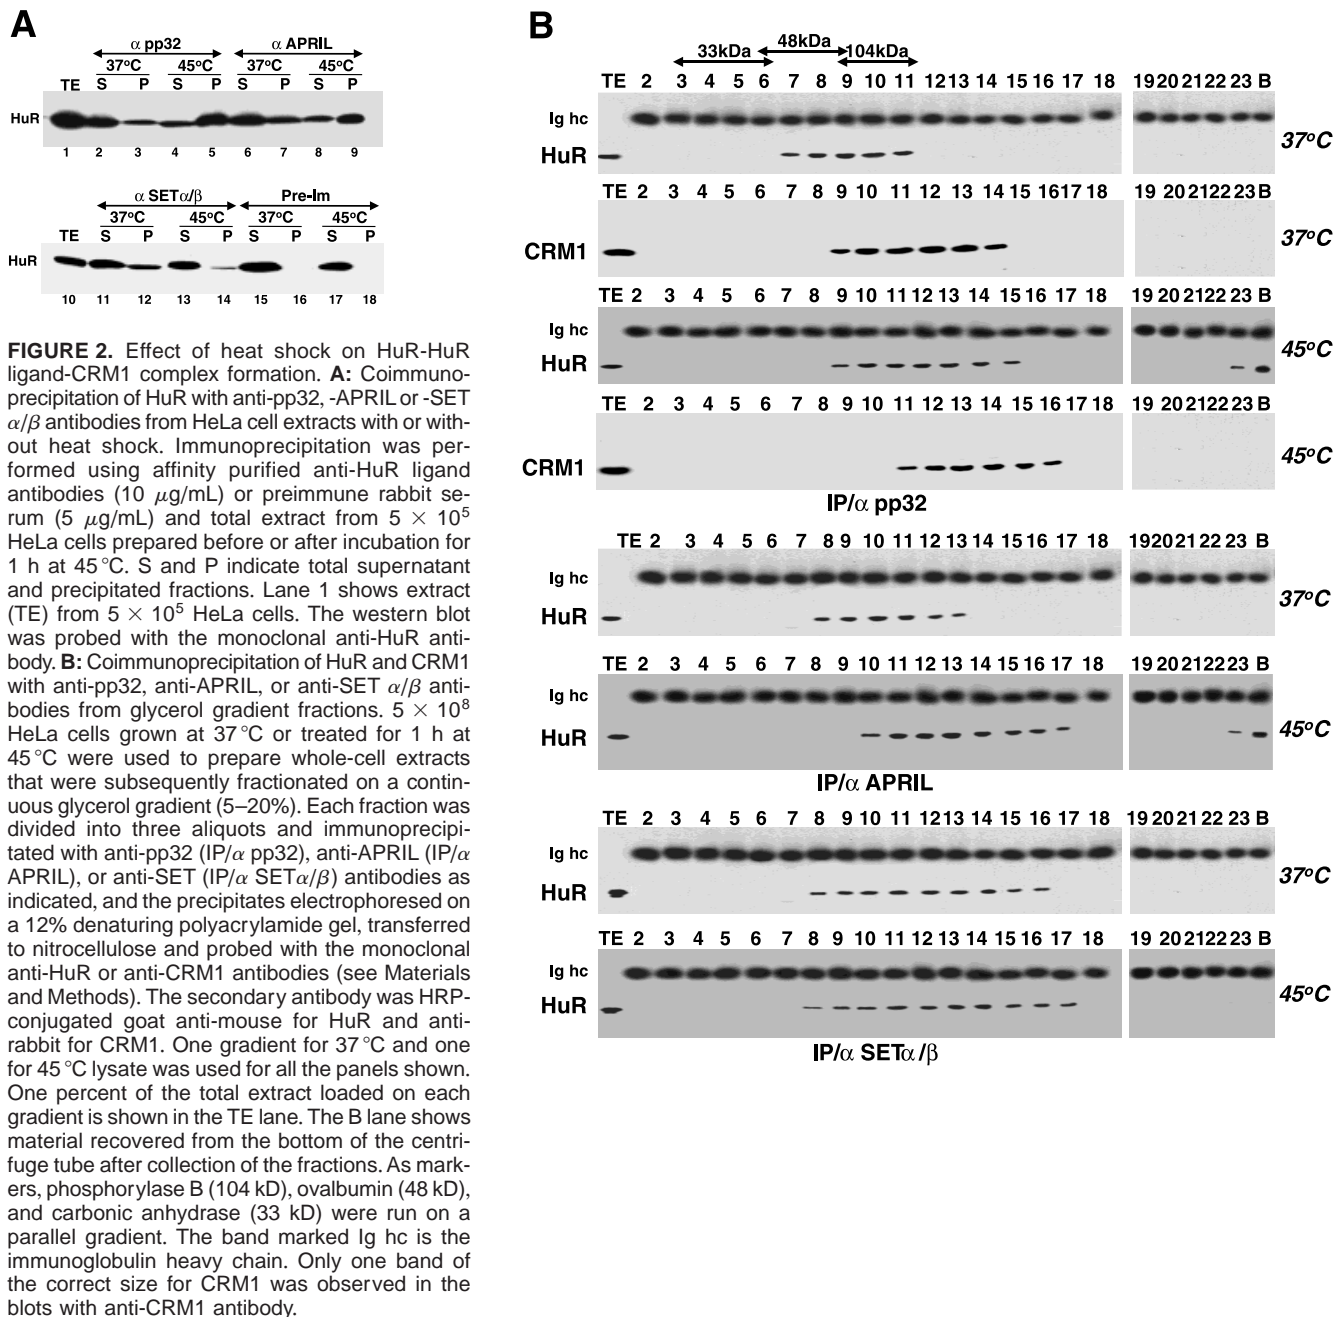 A
α pp32 α APRIL
37°C 45°C 37°C 45°C
TE S P S P S P S P
HuR
1 2 3 4 5 6 7 8 9
α SETα/β Pre-Im
37°C 45°C 37°C 45°C
TE S P S P S P S P
HuR
10 11 12 13 14 15 16 17 18
FIGURE 2. Effect of heat shock on HuR-HuR
ligand-CRM1 complex formation. A: Coimmuno-
precipitation of HuR with anti-pp32, -APRIL or -SET
α/β antibodies from HeLa cell extracts with or with-
out heat shock. Immunoprecipitation was per-
formed using affinity purified anti-HuR ligand
antibodies (10 μg/mL) or preimmune rabbit se-
rum (5 μg/mL) and total extract from 5 × 10⁵
HeLa cells prepared before or after incubation for
1 h at 45 °C. S and P indicate total supernatant
and precipitated fractions. Lane 1 shows extract
(TE) from 5 × 10⁵ HeLa cells. The western blot
was probed with the monoclonal anti-HuR anti-
body. B: Coimmunoprecipitation of HuR and CRM1
with anti-pp32, anti-APRIL, or anti-SET α/β anti-
bodies from glycerol gradient fractions. 5 × 10⁸
HeLa cells grown at 37 °C or treated for 1 h at
45 °C were used to prepare whole-cell extracts
that were subsequently fractionated on a contin-
uous glycerol gradient (5–20%). Each fraction was
divided into three aliquots and immunoprecipi-
tated with anti-pp32 (IP/α pp32), anti-APRIL (IP/α
APRIL), or anti-SET (IP/α SETα/β) antibodies as
indicated, and the precipitates electrophoresed on
a 12% denaturing polyacrylamide gel, transferred
to nitrocellulose and probed with the monoclonal
anti-HuR or anti-CRM1 antibodies (see Materials
and Methods). The secondary antibody was HRP-
conjugated goat anti-mouse for HuR and anti-
rabbit for CRM1. One gradient for 37 °C and one
for 45 °C lysate was used for all the panels shown.
One percent of the total extract loaded on each
gradient is shown in the TE lane. The B lane shows
material recovered from the bottom of the centri-
fuge tube after collection of the fractions. As mark-
ers, phosphorylase B (104 kD), ovalbumin (48 kD),
and carbonic anhydrase (33 kD) were run on a
parallel gradient. The band marked Ig hc is the
immunoglobulin heavy chain. Only one band of
the correct size for CRM1 was observed in the
blots with anti-CRM1 antibody.
B
33kDa 48kDa 104kDa
TE 2 3 4 5 6 7 8 9 10 11 12 13 14 15 16 17 18 19 20 21 22 23 B
Ig hc
HuR
37°C
TE 2 3 4 5 6 7 8 9 10 11 12 13 14 15 16 17 18 19 20 21 22 23 B
CRM1
37°C
TE 2 3 4 5 6 7 8 9 10 11 12 13 14 15 16 17 18 19 20 21 22 23 B
Ig hc
HuR
45°C
TE 2 3 4 5 6 7 8 9 10 11 12 13 14 15 16 17 18 19 20 21 22 23 B
CRM1
45°C
IP/α pp32
TE 2 3 4 5 6 7 8 9 10 11 12 13 14 15 16 17 18 19 20 21 22 23 B
Ig hc
HuR
37°C
TE 2 3 4 5 6 7 8 9 10 11 12 13 14 15 16 17 18 19 20 21 22 23 B
Ig hc
HuR
45°C
IP/α APRIL
TE 2 3 4 5 6 7 8 9 10 11 12 13 14 15 16 17 18 19 20 21 22 23 B
Ig hc
HuR
37°C
TE 2 3 4 5 6 7 8 9 10 11 12 13 14 15 16 17 18 19 20 21 22 23 B
Ig hc
HuR
45°C
IP/α SETα/β